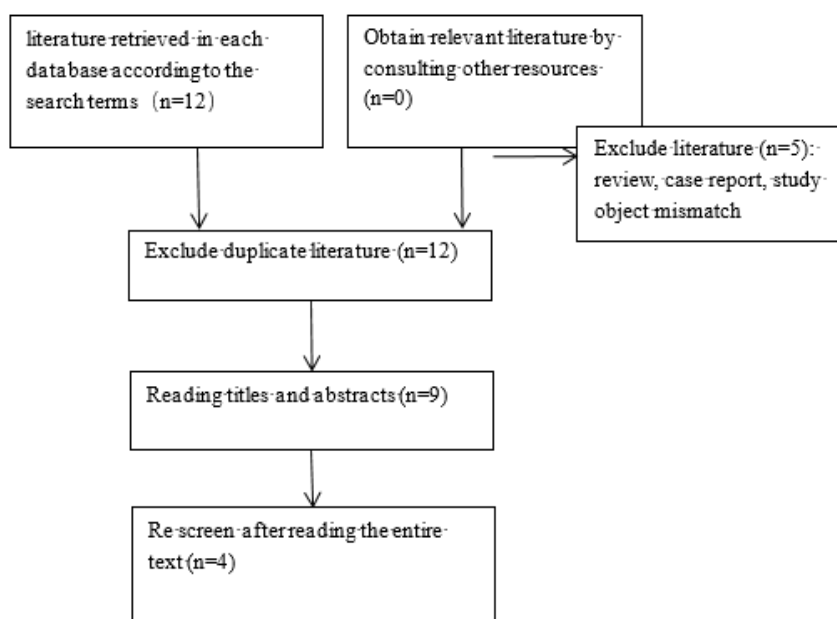 literature retrieved in each
database according to the
search terms (n=12)
Obtain relevant literature by
consulting other resources
(n=0)
Exclude literature (n=5):
review, case report, study
object mismatch
Exclude duplicate literature (n=12)
Reading titles and abstracts (n=9)
Re screen after reading the entire
text (n=4)